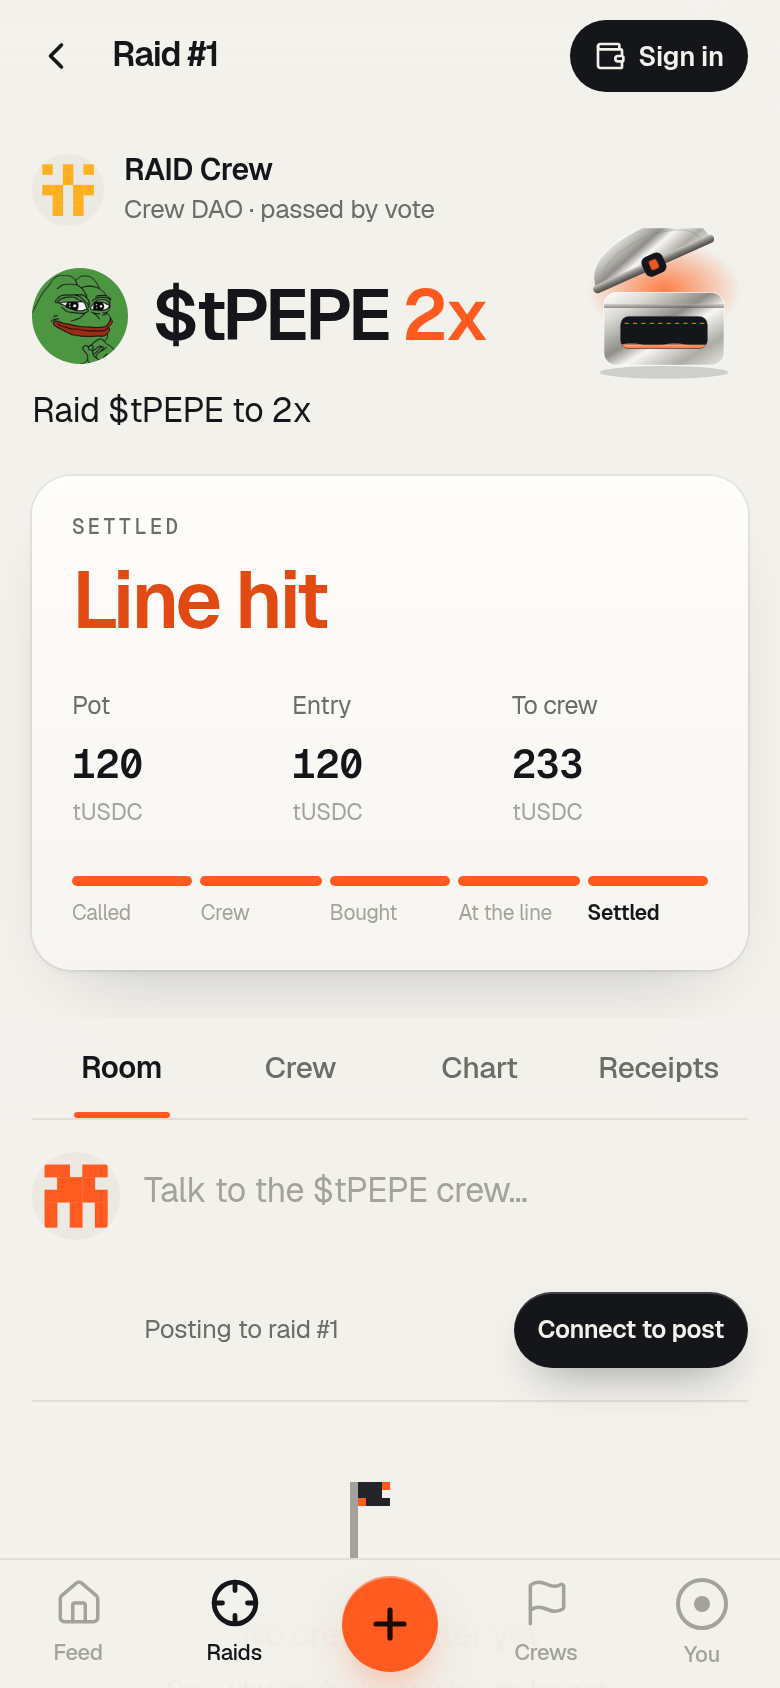 Raid #1
Sign in
RAID Crew
Crew DAO · passed by vote
$tPEPE 2x
Raid $tPEPE to 2x
SETTLED
Line hit
Pot Entry To crew
120 120 233
tUSDC tUSDC tUSDC
Called Crew Bought At the line Settled
Room Crew Chart Receipts
Talk to the $tPEPE crew...
Posting to raid #1
Connect to post
Feed Raids Crews You